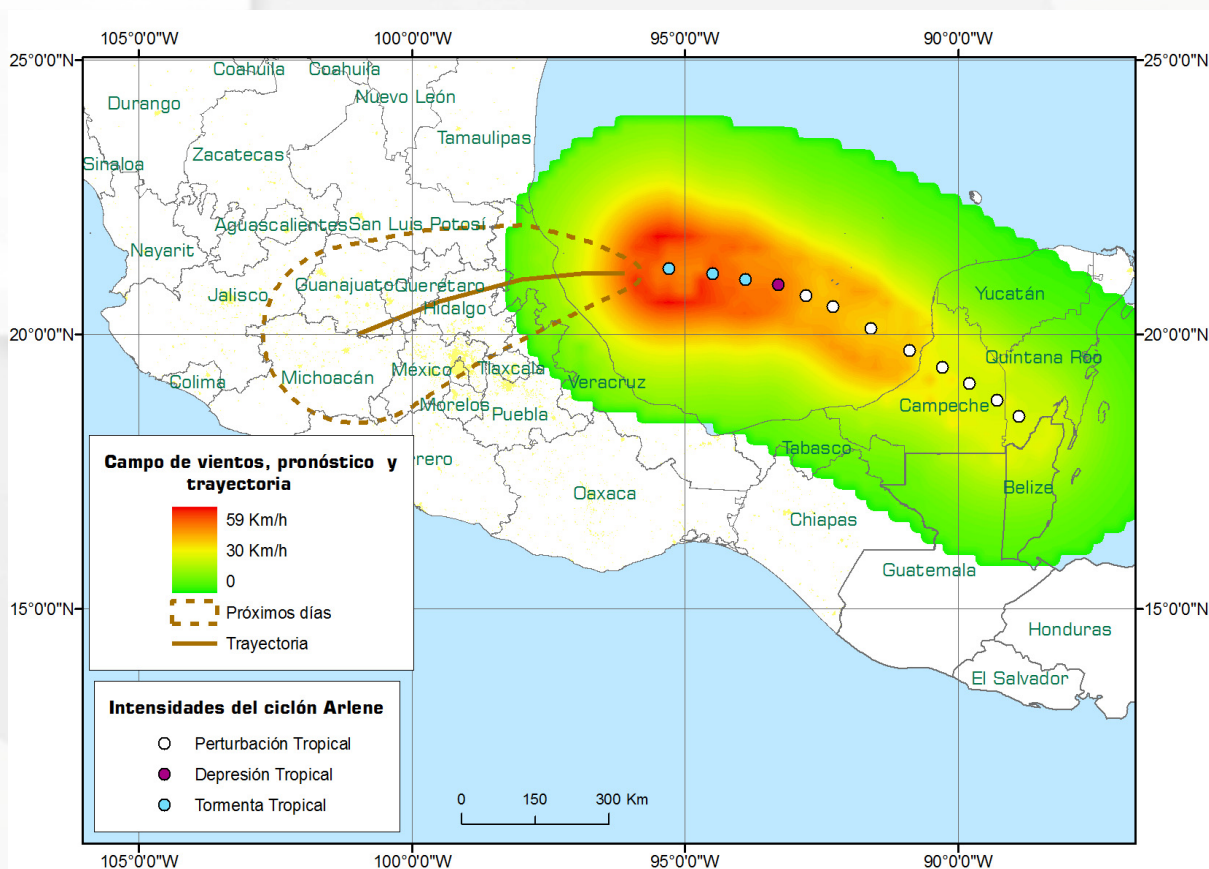 105°0'0"W 100°0'0"W 95°0'0"W 90°0'0"W
25°0'0"N 25°0'0"N
Coahuila Coahuila
Durango Nuevo León
Tamaulipas
Sinaloa Zacatecas
Aguascalientes San Luis Potosí
Nayarit
Guanajuato Querétaro
Jalisco Hidalgo
Yucatán
20°0'0"N 20°0'0"N
Quintana Roo
Colima Michoacán México Tlaxcala Veracruz
Morelos Puebla Campeche
Tabasco
rrero
Oaxaca Belize
Chiapas
Guatemala
15°0'0"N 15°0'0"N
Honduras
El Salvador
Campo de vientos, pronóstico y
trayectoria
59 Km/h
30 Km/h
0
Próximos días
Trayectoria
Intensidades del ciclón Arlene
Perturbación Tropical
Depresión Tropical
Tormenta Tropical
0 150 300 Km
105°0'0"W 100°0'0"W 95°0'0"W 90°0'0"W